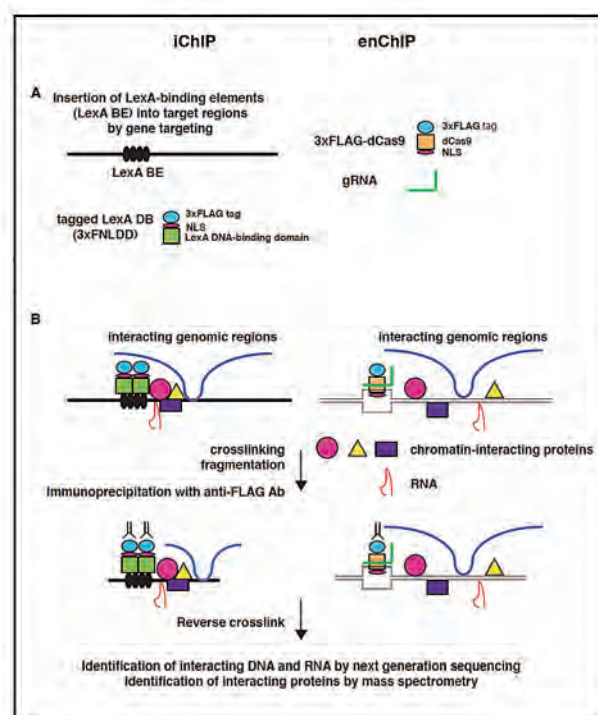 iChIP
enChIP
A
Insertion of LexA-binding elements
(LexA BE) into target regions
by gene targeting
LexA BE
3xFLAG-dCas9
3xFLAG tag
dCas9
NLS
gRNA
tagged LexA DB
(3xFNLDD)
3xFLAG tag
NLS
LexA DNA-binding domain
B
interacting genomic regions
interacting genomic regions
crosslinking
fragmentation
chromatin-interacting proteins
Immunoprecipitation with anti-FLAG Ab
RNA
Reverse crosslink
Identification of interacting DNA and RNA by next generation sequencing
Identification of interacting proteins by mass spectrometry